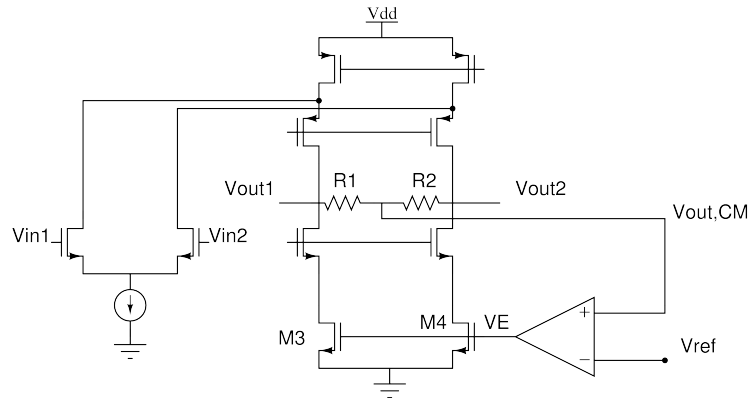 Vdd
R1
R2
Vout1
Vout2
Vout,CM
Vin1
Vin2
M3
M4
VE
+
−
Vref